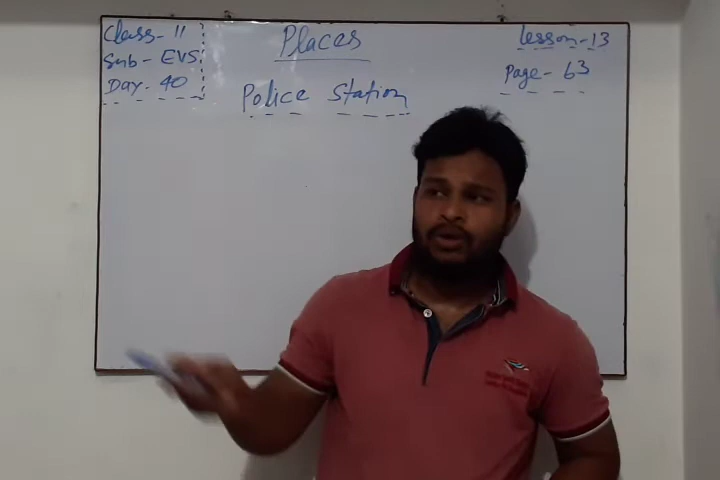 Class- II
Sub - EVS
Day- 40
Places
Police Station
Lesson-13
Page- 63